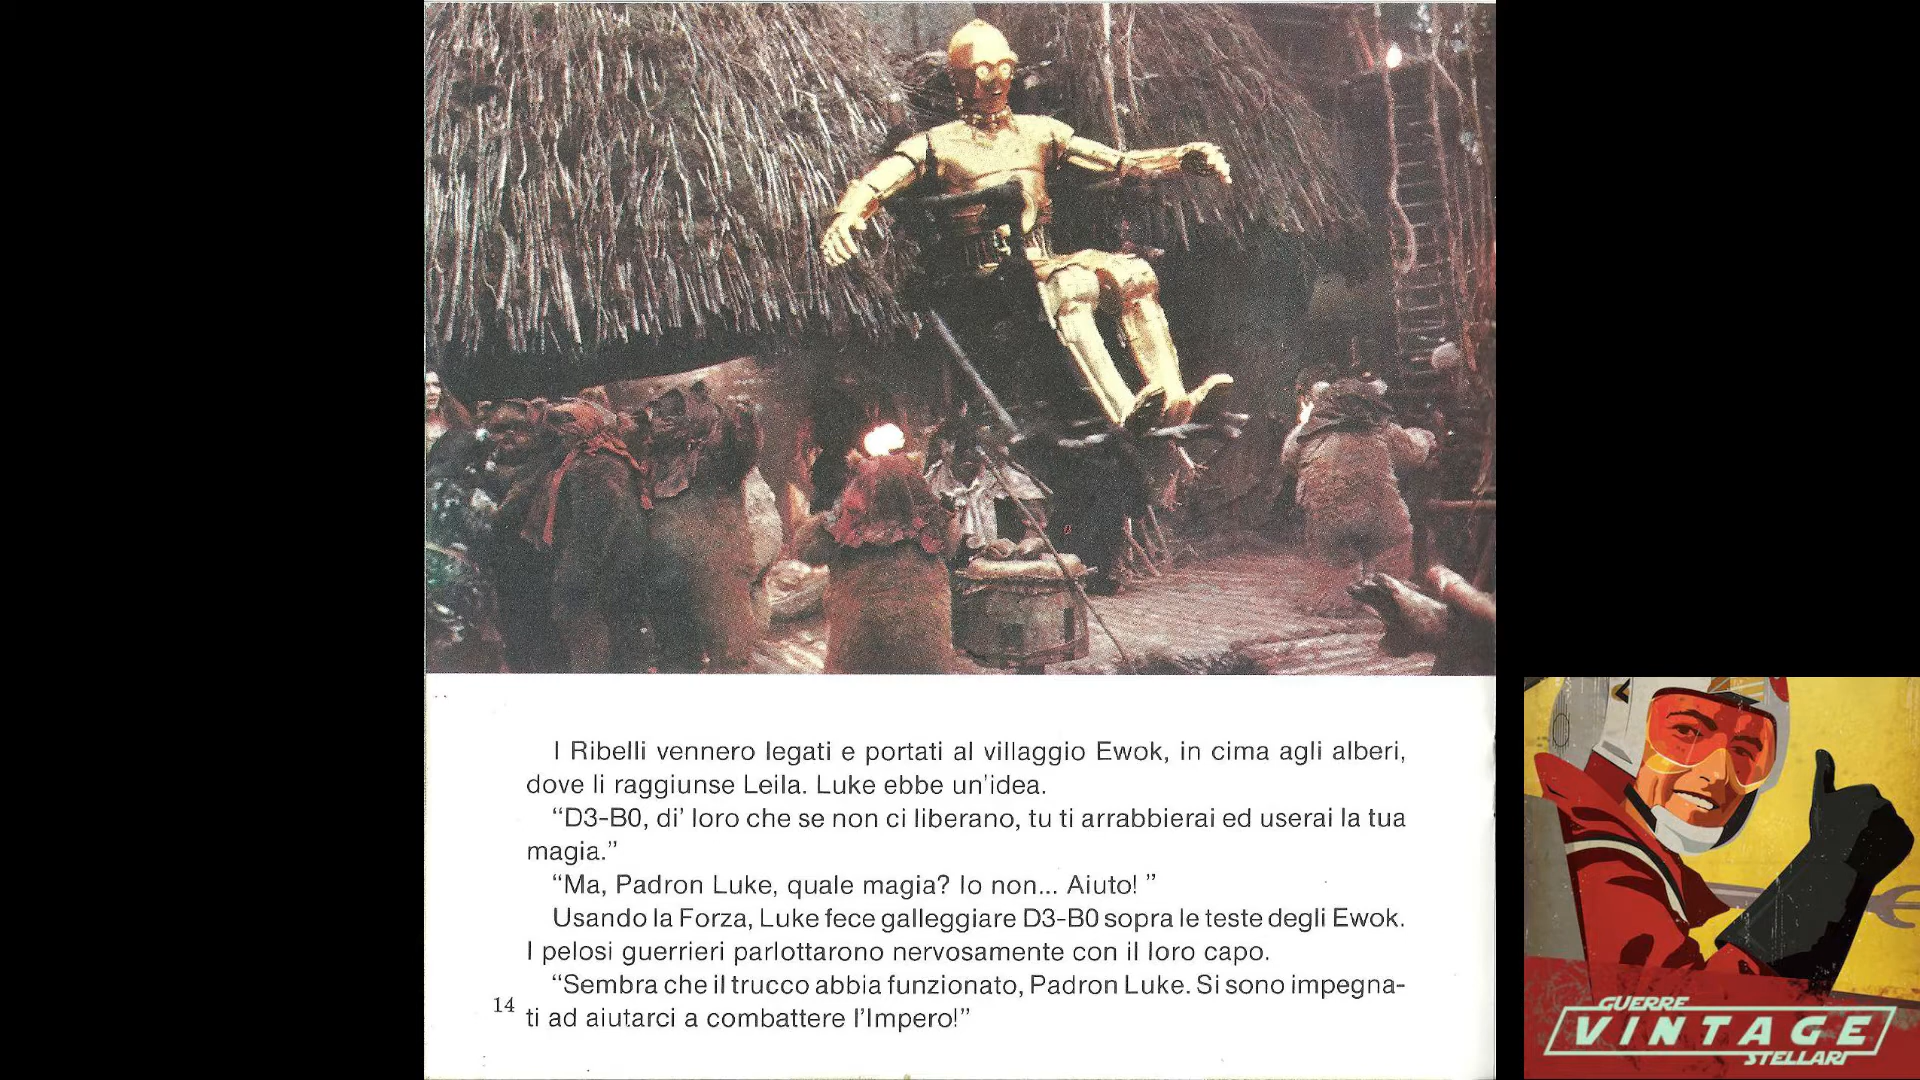 I Ribelli vennero legati e portati al villaggio Ewok, in cima agli alberi,
dove li raggiunse Leila. Luke ebbe un'idea.
“D3-B0, di' loro che se non ci liberano, tu ti arrabbierai ed userai la tua
magia.”
“Ma, Padron Luke, quale magia? Io non... Aiuto! ”
Usando la Forza, Luke fece galleggiare D3-B0 sopra le teste degli Ewok.
I pelosi guerrieri parlottarono nervosamente con il loro capo.
“Sembra che il trucco abbia funzionato, Padron Luke. Si sono impegna-
14 ti ad aiutarci a combattere l'Impero!”
GUERRE
VINTAGE
STELLARI